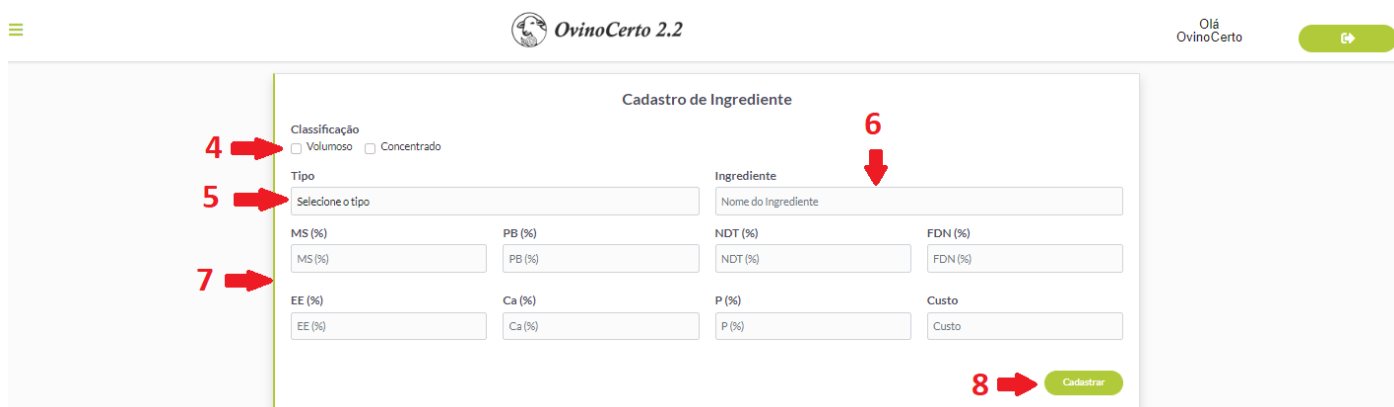 OvinoCerto 2.2
Olá
OvinoCerto
Cadastro de Ingrediente
Classificação
4
Volumoso Concentrado
6
Tipo Ingrediente
5
Selecione o tipo Nome do Ingrediente
MS (%) PB (%) NDT (%) FDN (%)
MS (%) PB (%) NDT (%) FDN (%)
7
EE (%) Ca (%) P (%) Custo
EE (%) Ca (%) P (%) Custo
8 Cadastrar